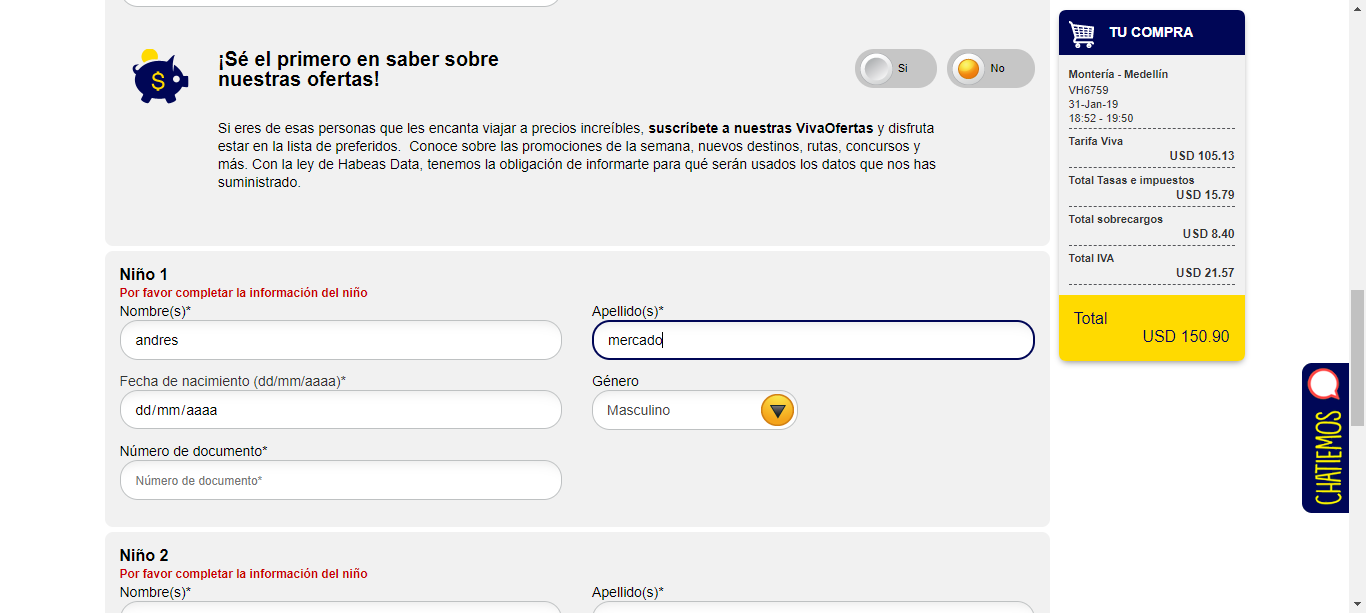 ¡Sé el primero en saber sobre
nuestras ofertas!
Si
No
Si eres de esas personas que les encanta viajar a precios increíbles, suscríbete a nuestras VivaOfertas y disfruta
estar en la lista de preferidos. Conoce sobre las promociones de la semana, nuevos destinos, rutas, concursos y
más. Con la ley de Habeas Data, tenemos la obligación de informarte para qué serán usados los datos que nos has
suministrado.
Niño 1
Por favor completar la información del niño
Nombre(s)*
Apellido(s)*
andres
mercado
Fecha de nacimiento (dd/mm/aaaa)*
Género
dd/mm/aaaa
Masculino
Número de documento*
Número de documento*
Niño 2
Por favor completar la información del niño
Nombre(s)*
Apellido(s)*
TU COMPRA
Montería - Medellín
VH6759
31-Jan-19
18:52 - 19:50
Tarifa Viva
USD 105.13
Total Tasas e impuestos
USD 15.79
Total sobrecargos
USD 8.40
Total IVA
USD 21.57
Total
USD 150.90
CHATIEMOS